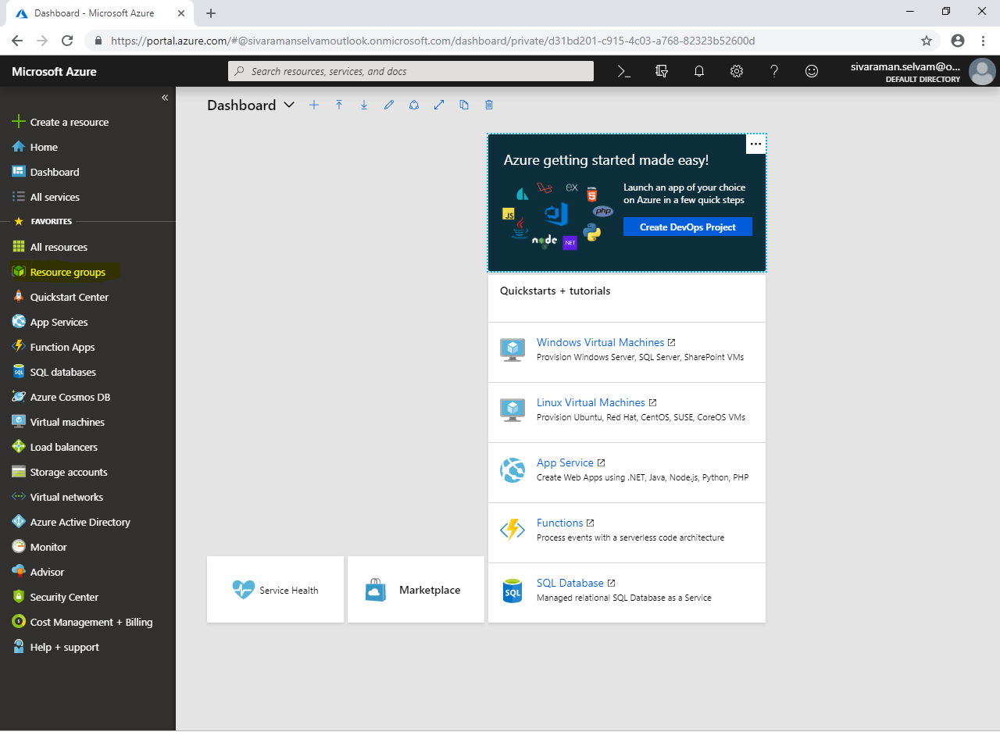 Dashboard - Microsoft Azure
https://portal.azure.com/#@sivaramanselvamoutlook.onmicrosoft.com/dashboard/private/d31bd201-c915-4c03-a768-82323b52600d
Microsoft Azure
Search resources, services, and docs
sivaraman.selvam@o...
DEFAULT DIRECTORY
Create a resource
Home
Dashboard
All services
FAVORITES
All resources
Resource groups
Quickstart Center
App Services
Function Apps
SQL databases
Azure Cosmos DB
Virtual machines
Load balancers
Storage accounts
Virtual networks
Azure Active Directory
Monitor
Advisor
Security Center
Cost Management + Billing
Help + support
Dashboard
Azure getting started made easy!
EX
HTML
5
JS
php
node
NET
Launch an app of your choice
on Azure in a few quick steps
Create DevOps Project
Quickstarts + tutorials
Windows Virtual Machines
Provision Windows Server, SQL Server, SharePoint VMs
Linux Virtual Machines
Provision Ubuntu, Red Hat, CentOS, SUSE, CoreOS VMs
App Service
Create Web Apps using .NET, Java, Node.js, Python, PHP
Functions
Process events with a serverless code architecture
SQL
SQL Database
Managed relational SQL Database as a Service
Service Health
Marketplace